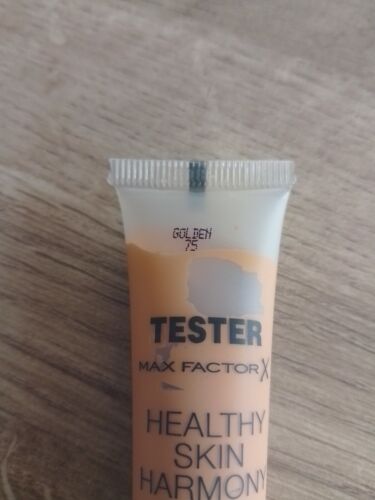 GOLDEN
75
TESTER
MAX FACTOR X
HEALTHY
SKIN
HARMONY